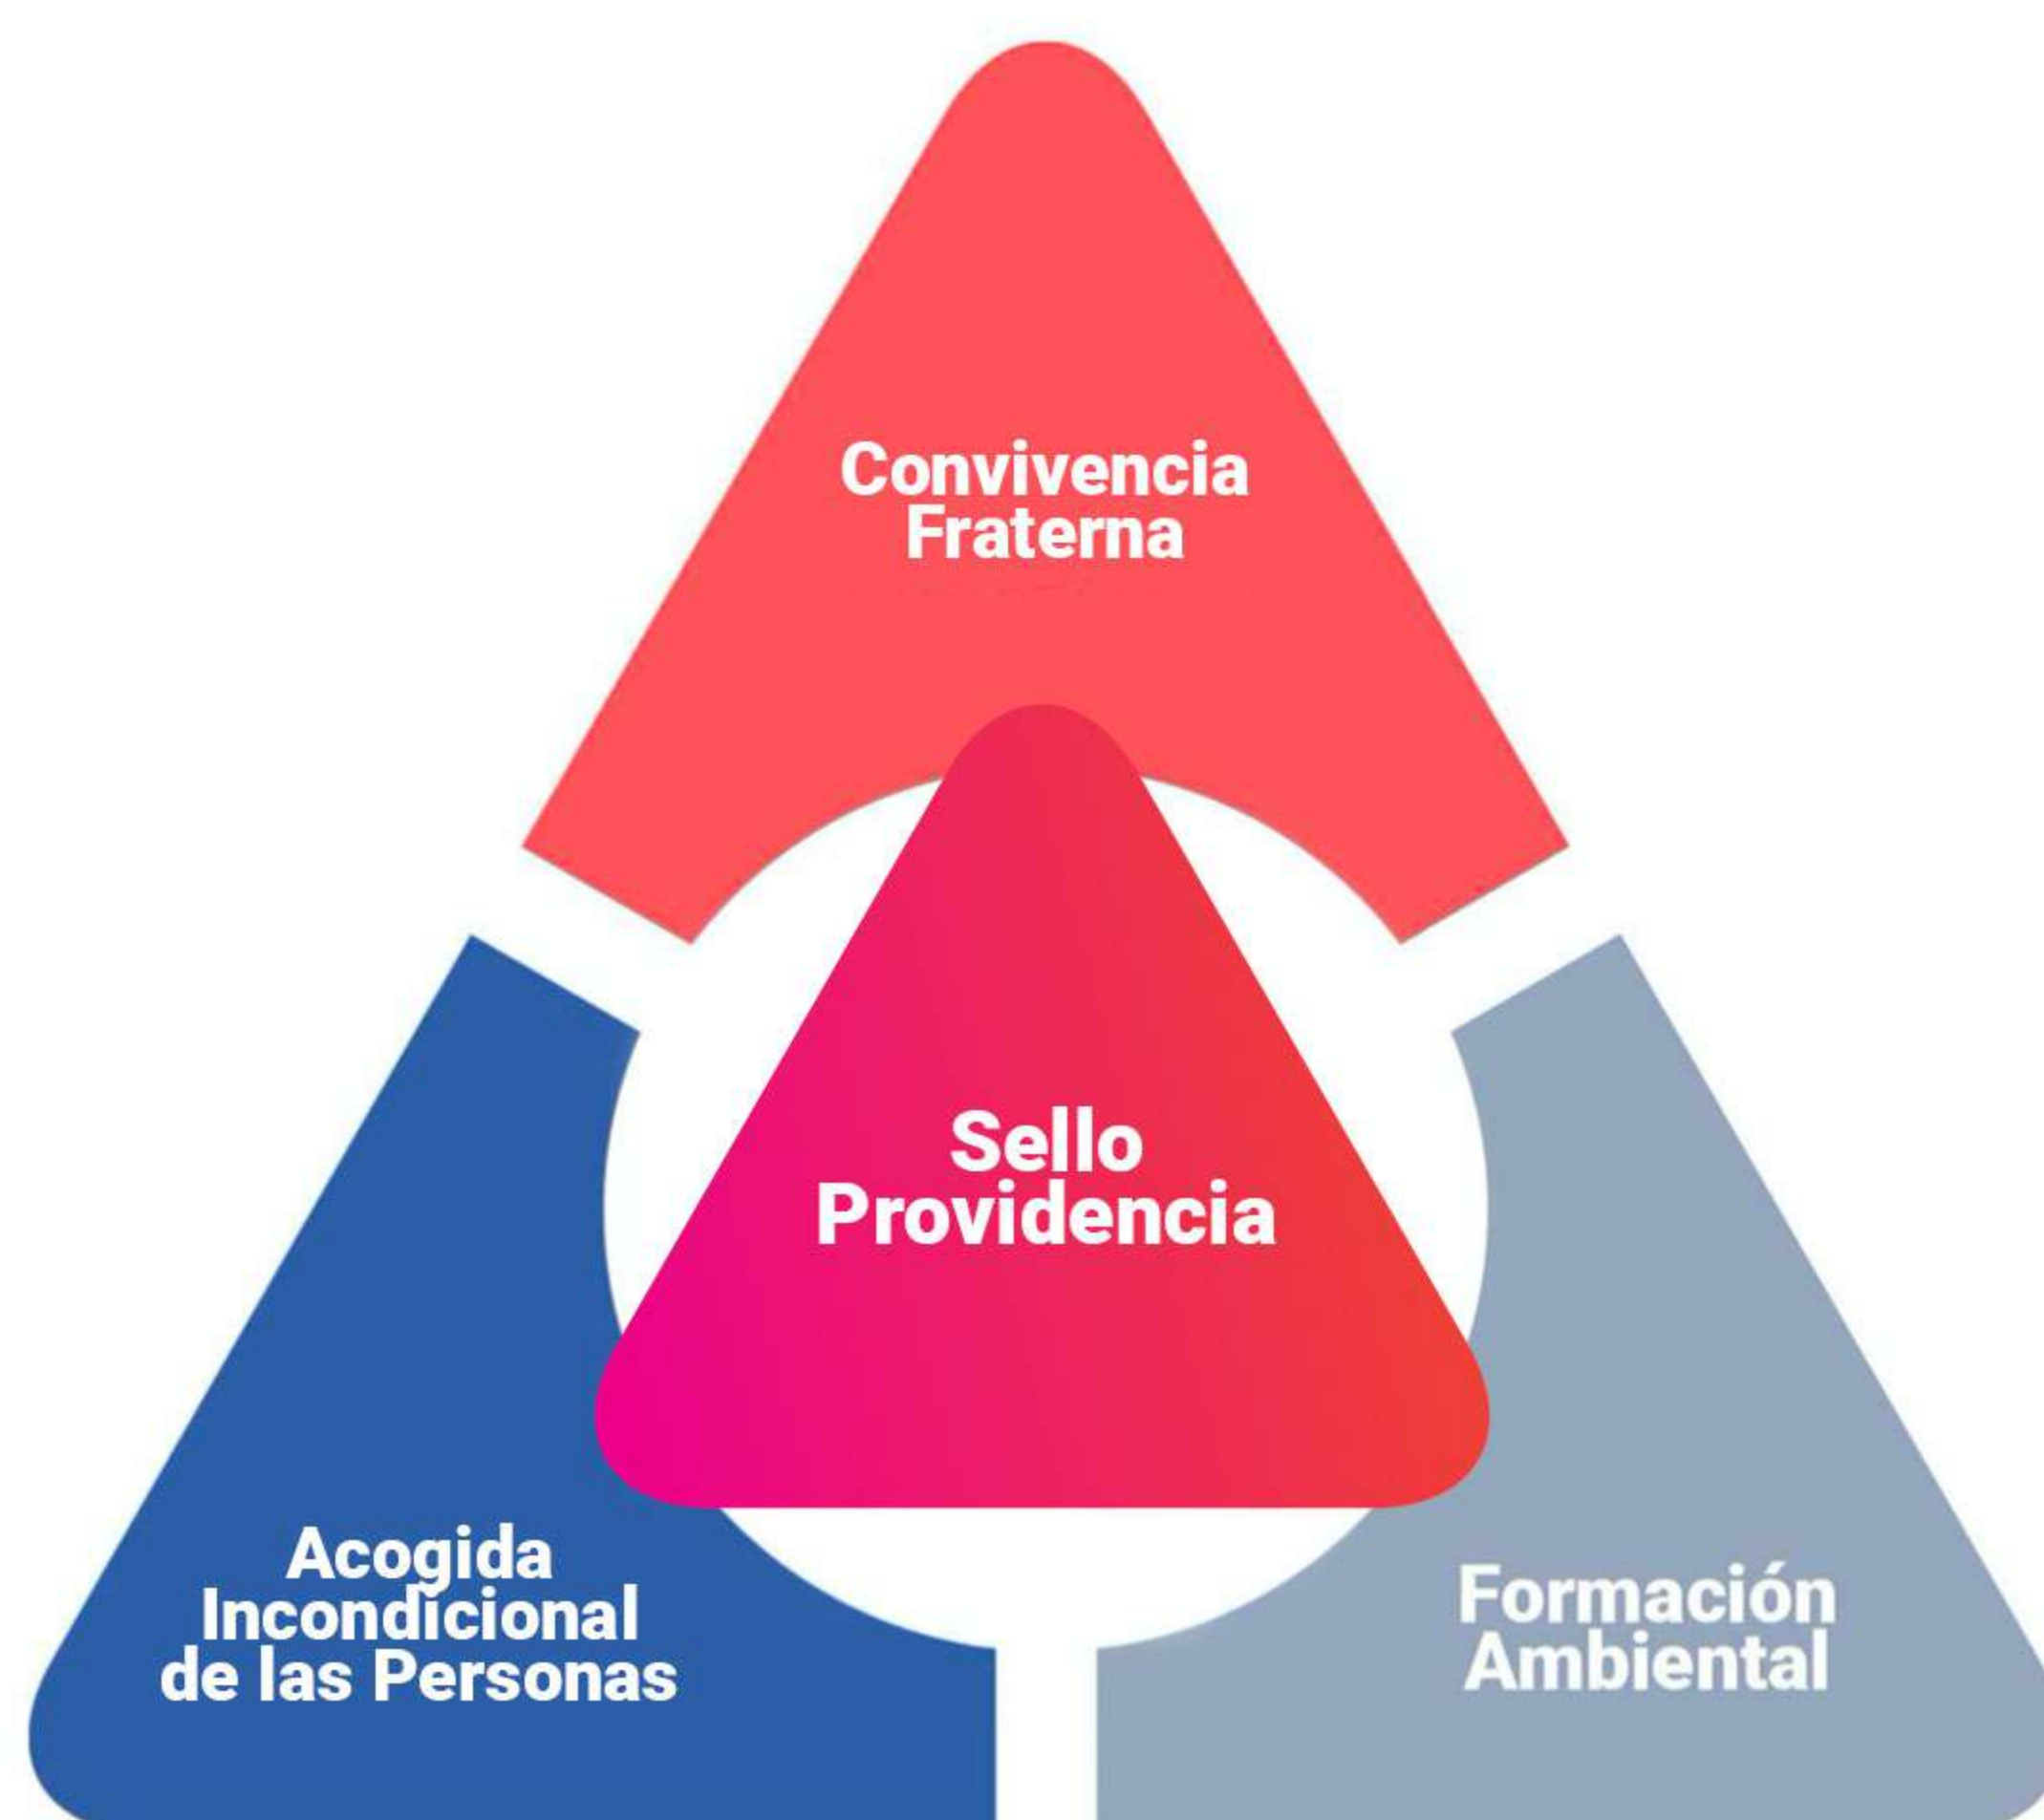 Convivencia
Fraterna
Sello
Providencia
Acogida
Incondicional
de las Personas
Formación
Ambiental